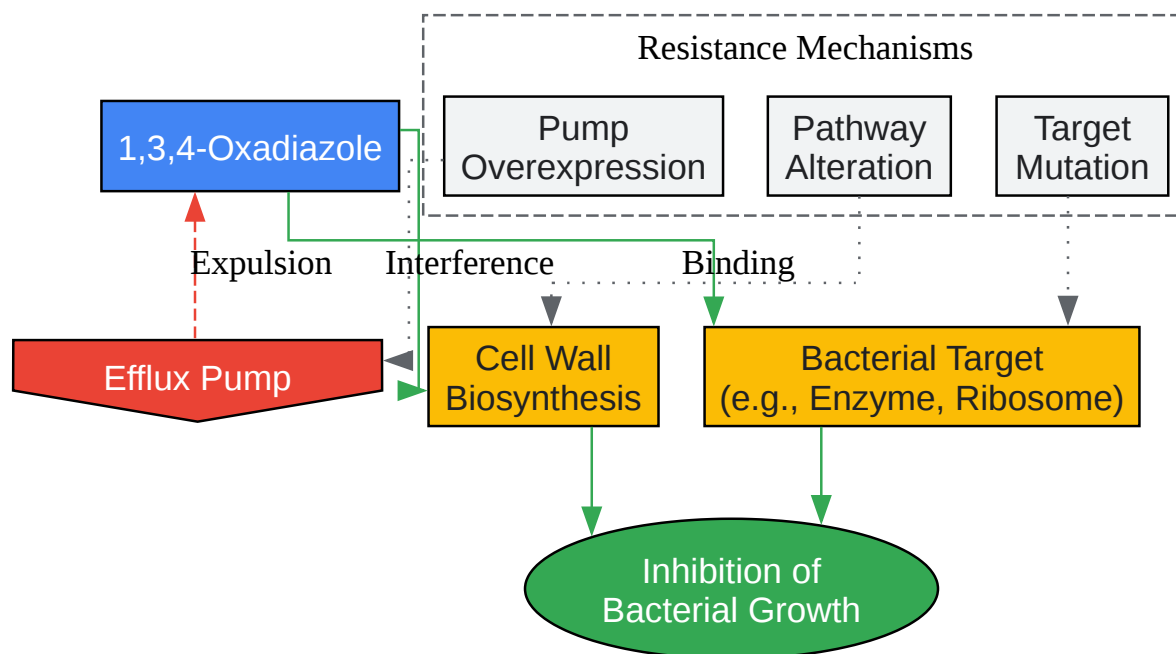 Resistance Mechanisms
1,3,4-Oxadiazole
Pump
Overexpression
Pathway
Alteration
Target
Mutation
Expulsion
Interference
Binding
Efflux Pump
Cell Wall
Biosynthesis
Bacterial Target
(e.g., Enzyme, Ribosome)
Inhibition of
Bacterial Growth